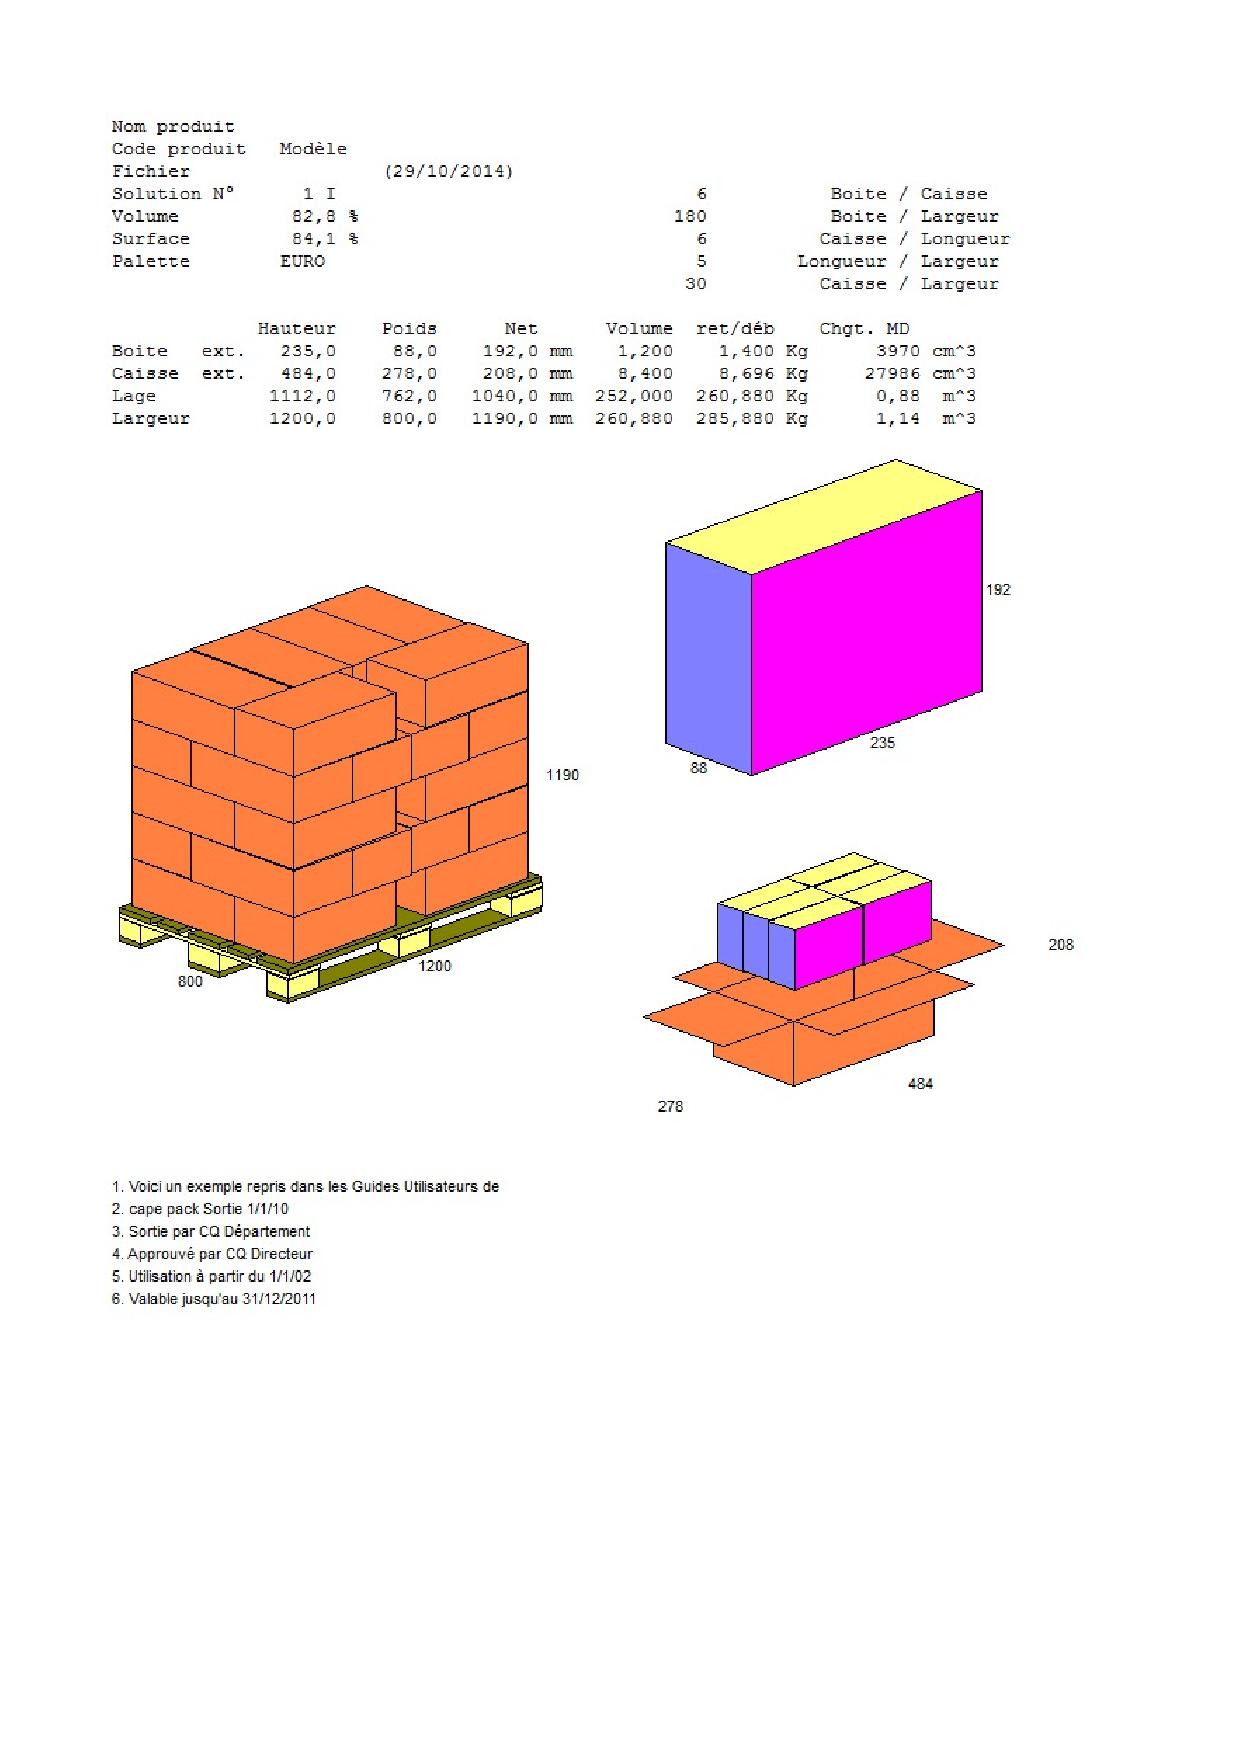 Nom produit
Code produit Modèle
Fichier (29/10/2014)
Solution N° 1 I 6 Boite / Caisse
Volume 82,8 % 180 Boite / Largeur
Surface 84,1 % 6 Caisse / Longueur
Palette EURO 5 Longueur / Largeur
30 Caisse / Largeur
Hauteur Poids Net Volume ret/déb Chgt. MD
Boite ext. 235,0 88,0 192,0 mm 1,200 1,400 Kg 3970 cm^3
Caisse ext. 484,0 278,0 208,0 mm 8,400 8,696 Kg 27986 cm^3
Lage 1112,0 762,0 1040,0 mm 252,000 260,880 Kg 0,88 m^3
Largeur 1200,0 800,0 1190,0 mm 260,880 285,880 Kg 1,14 m^3
192
235
88
1190
1200
800
208
484
278
1. Voici un exemple repris dans les Guides Utilisateurs de
2. cape pack Sortie 1/1/10
3. Sortie par CQ Département
4. Approuvé par CQ Directeur
5. Utilisation à partir du 1/1/02
6. Valable jusqu'au 31/12/2011